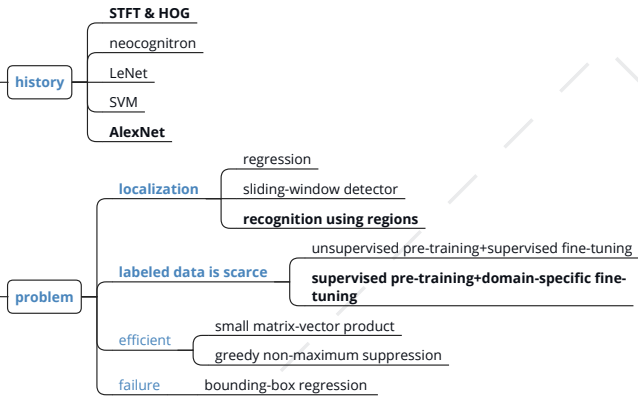 STFT & HOG
neocognitron
history
LeNet
SVM
AlexNet
regression
localization
sliding-window detector
recognition using regions
unsupervised pre-training+supervised fine-tuning
labeled data is scarce
supervised pre-training+domain-specific fine-
tuning
problem
small matrix-vector product
efficient
greedy non-maximum suppression
failure
bounding-box regression